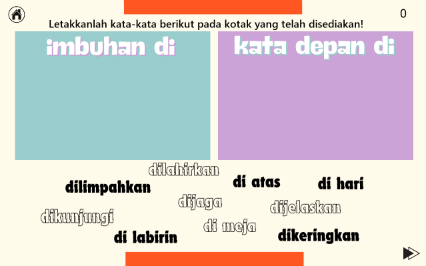 Letakkanlah kata-kata berikut pada kotak yang telah disediakan!
0
imbuhan di
kata depan di
dilahirkan
dilimpahkan
di atas
di hari
dijaga
dijelaskan
dikunjungi
di meja
di labirin
dikeringkan